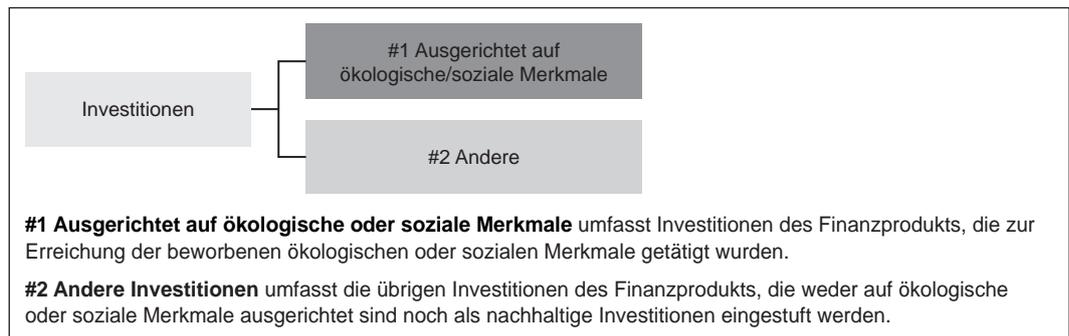 #1 Ausgerichtet auf
ökologische/soziale Merkmale
Investitionen
#2 Andere
#1 Ausgerichtet auf ökologische oder soziale Merkmale umfasst Investitionen des Finanzprodukts, die zur
Erreichung der beworbenen ökologischen oder sozialen Merkmale getätigt wurden.
#2 Andere Investitionen umfasst die übrigen Investitionen des Finanzprodukts, die weder auf ökologische
oder soziale Merkmale ausgerichtet sind noch als nachhaltige Investitionen eingestuft werden.